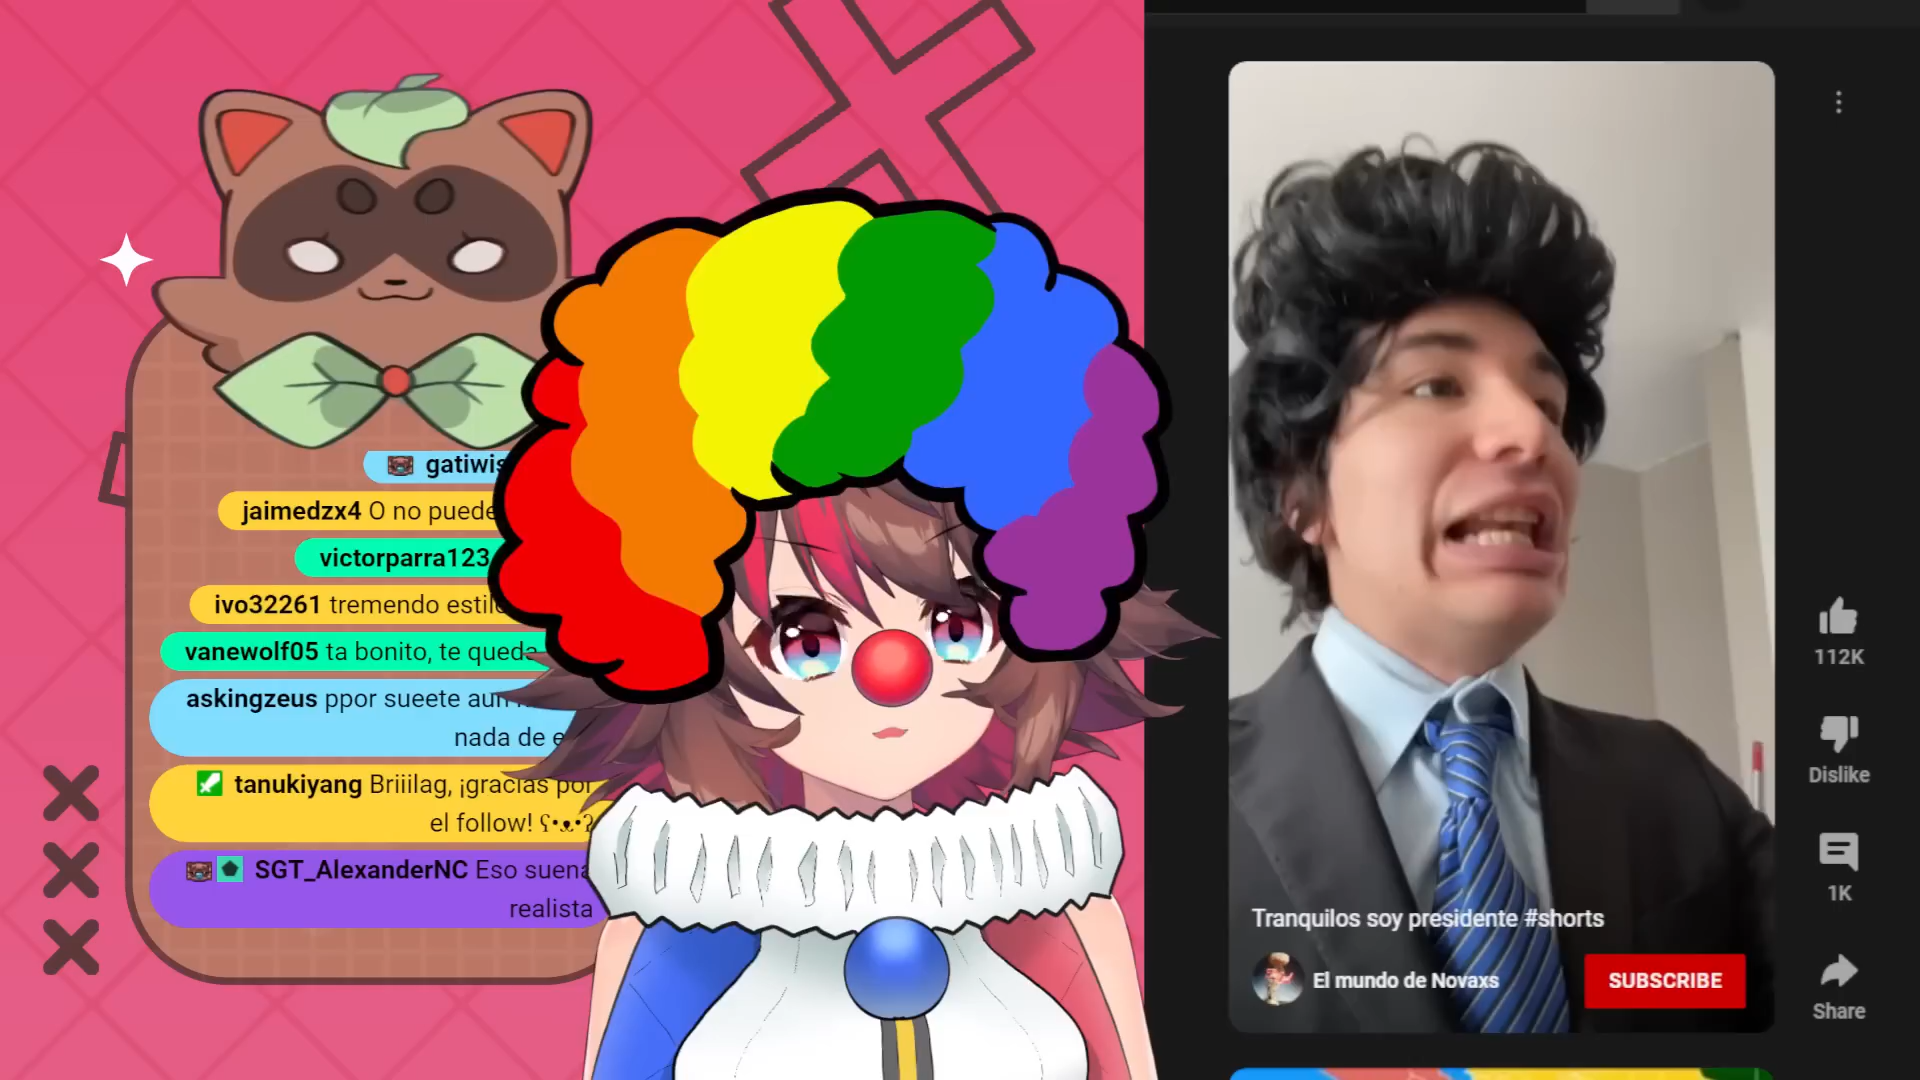 gatiwis
jaimedzx4 O no puede
victorparra123
ivo32261 tremendo estilo
vanewolf05 ta bonito, te queda
askingzeus ppor sueete aun
nada de
tanukiyang Briiilag, ¡gracias por
el follow! ʕ•ᴥ•ʔ
SGT_AlexanderNC Eso suena
realista
Tranquilos soy presidente #shorts
El mundo de Novaxs
SUBSCRIBE
112K
Dislike
1K
Share